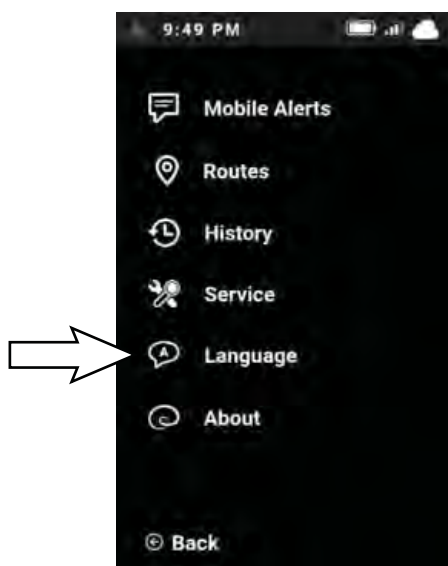 9:49 PM
Mobile Alerts
Routes
History
Service
A Language
About
Back